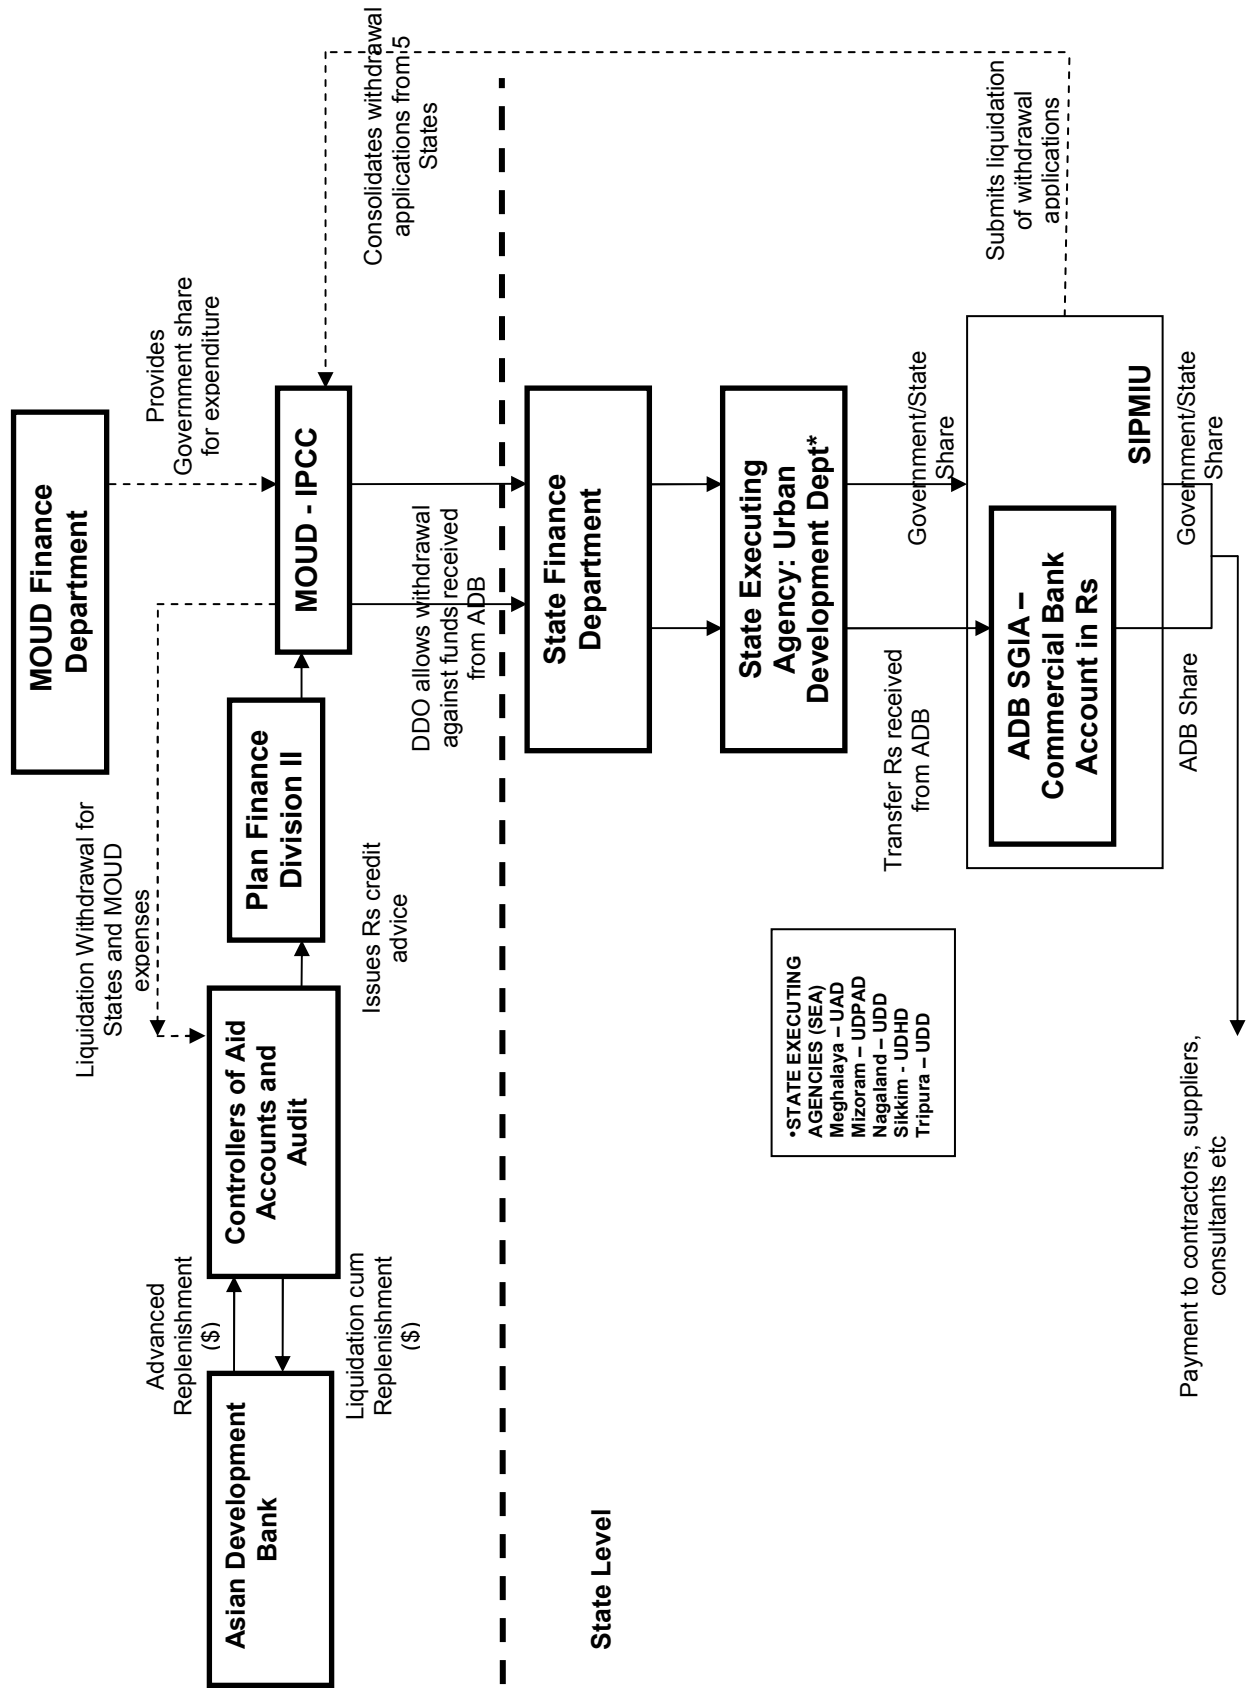 MOUD Finance
Department
Provides
Government share
for expenditure
Liquidation Withdrawal for
States and MOUD
expenses
Consolidates withdrawal
applications from 5
States
Asian Development
Bank
Advanced
Replenishment
($)
Liquidation cum
Replenishment
($)
Controllers of Aid
Accounts and
Audit
Issues Rs credit
advice
Plan Finance
Division II
MOUD - IPCC
DDO allows withdrawal
against funds received
from ADB
State Level
State Finance
Department
State Executing
Agency: Urban
Development Dept*
Transfer Rs received
from ADB
Government/State
Share
Submits liquidation
of withdrawal
applications
•STATE EXECUTING
AGENCIES (SEA)
Meghalaya – UAD
Mizoram – UDPAD
Nagaland – UDD
Sikkim - UDHD
Tripura – UDD
ADB SGIA –
Commercial Bank
Account in Rs
SIPMIU
ADB Share
Government/State
Share
Payment to contractors, suppliers,
consultants etc